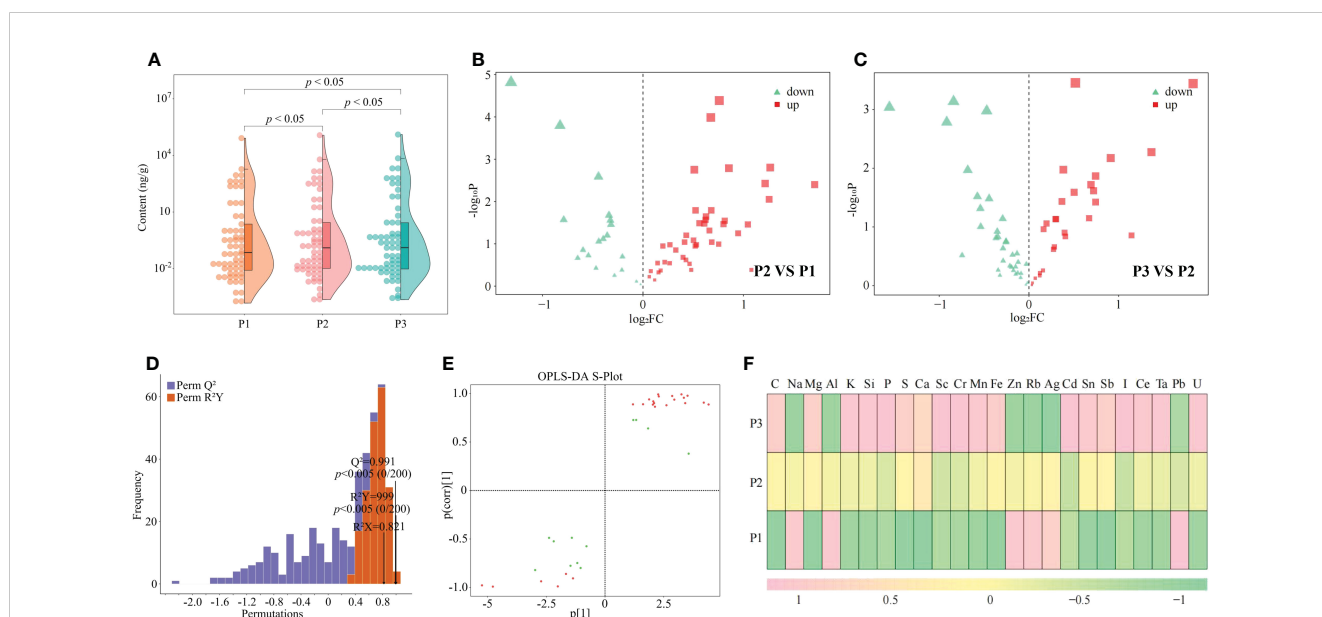 A
p < 0.05
p < 0.05
p < 0.05
10⁷
10⁴
10
10⁻²
Content (ng/g)
P1 P2 P3
B
down
up
5
4
3
2
1
0
-log₁₀P
P2 VS P1
−1 0 1
log₂FC
C
down
up
3
2
1
0
-log₁₀P
P3 VS P2
−1 0 1
log₂FC
D
Perm Q²
Perm R²Y
60
40
20
0
Frequency
Q²=0.991
p<0.005 (0/200)
R²Y=999
p<0.005 (0/200)
R²X=0.821
-2.0 -1.6 -1.2 -0.8 -0.4 0 0.4 0.8
Permutations
E
OPLS-DA S-Plot
1.0
0.5
0
-0.5
-1.0
p(corr)[1]
-5 -2.5 0 2.5
p[1]
F
C Na Mg Al K Si P S Ca Sc Cr Mn Fe Zn Rb Ag Cd Sn Sb I Ce Ta Pb U
P3
P2
P1
1 0.5 0 −0.5 −1